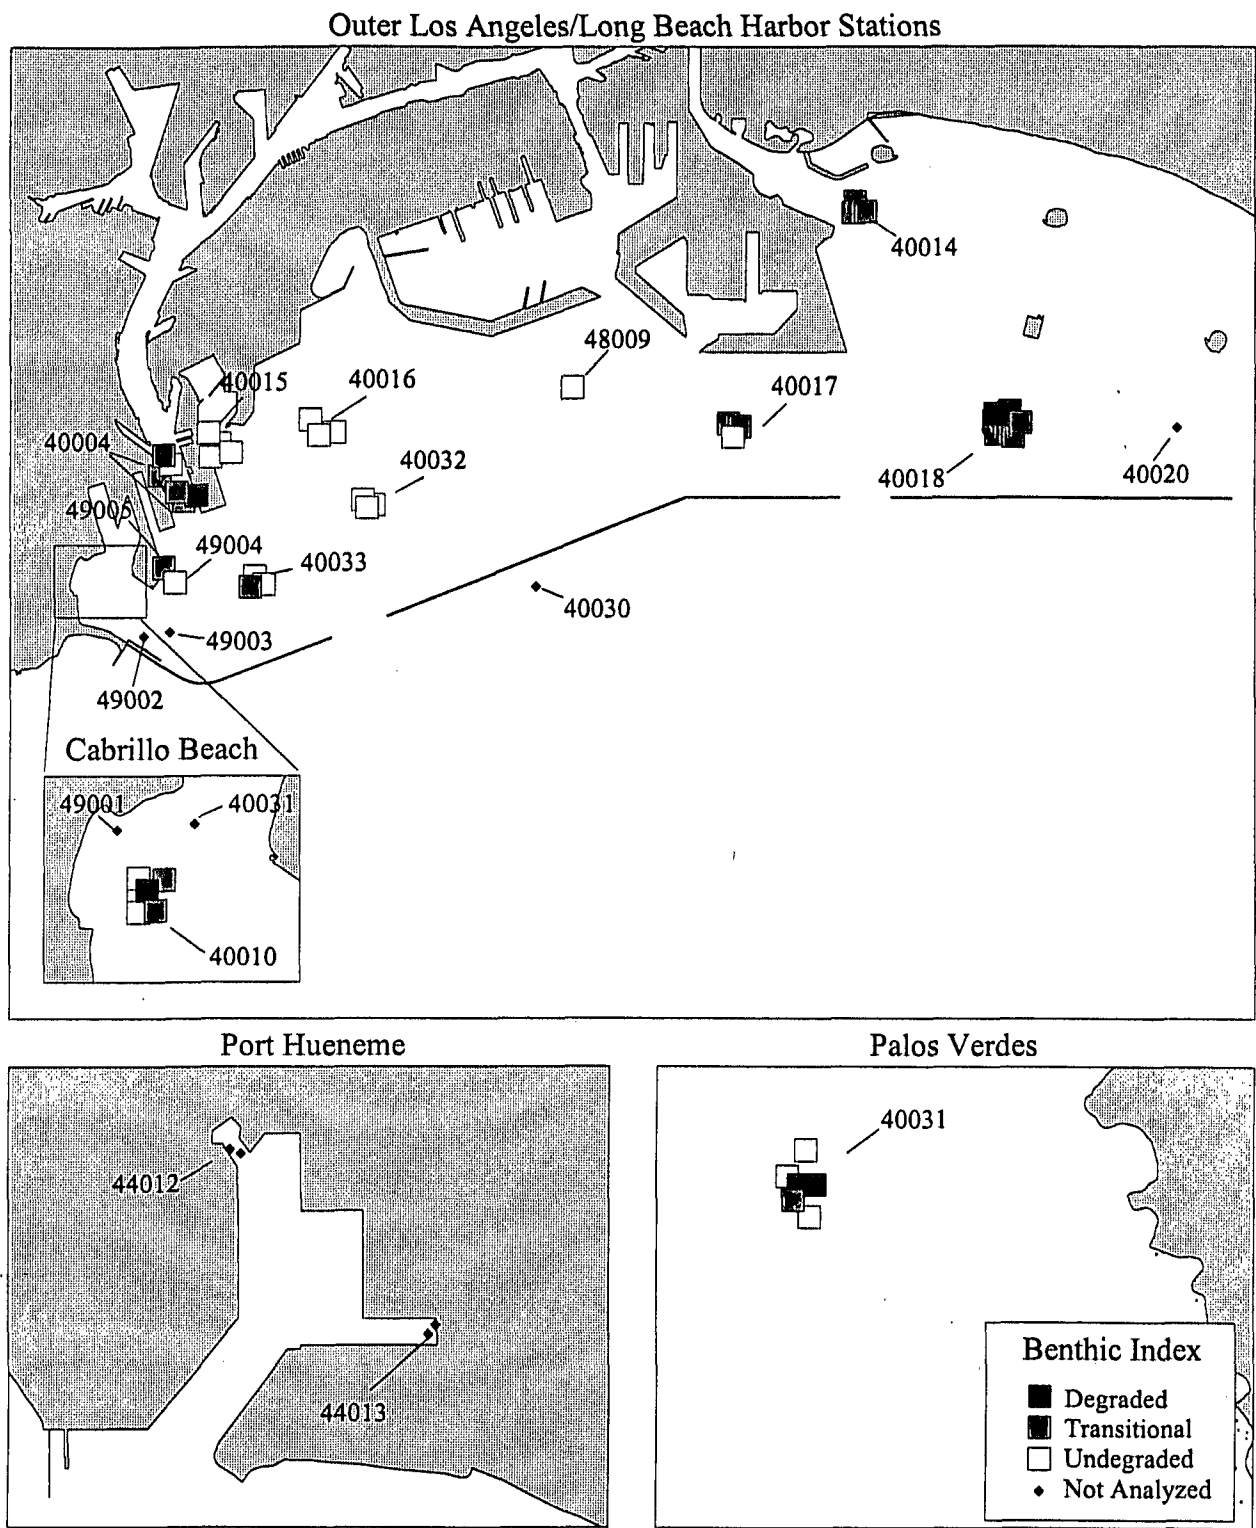 Outer Los Angeles/Long Beach Harbor Stations
40014
48009
40015
40016
40017
40004
40032
40018
40020
49005
49004
40033
40030
49003
49002
Cabrillo Beach
49001
40031
40010
Port Hueneme
Palos Verdes
40031
44012
44013
Benthic Index
Degraded
Transitional
Undegraded
Not Analyzed